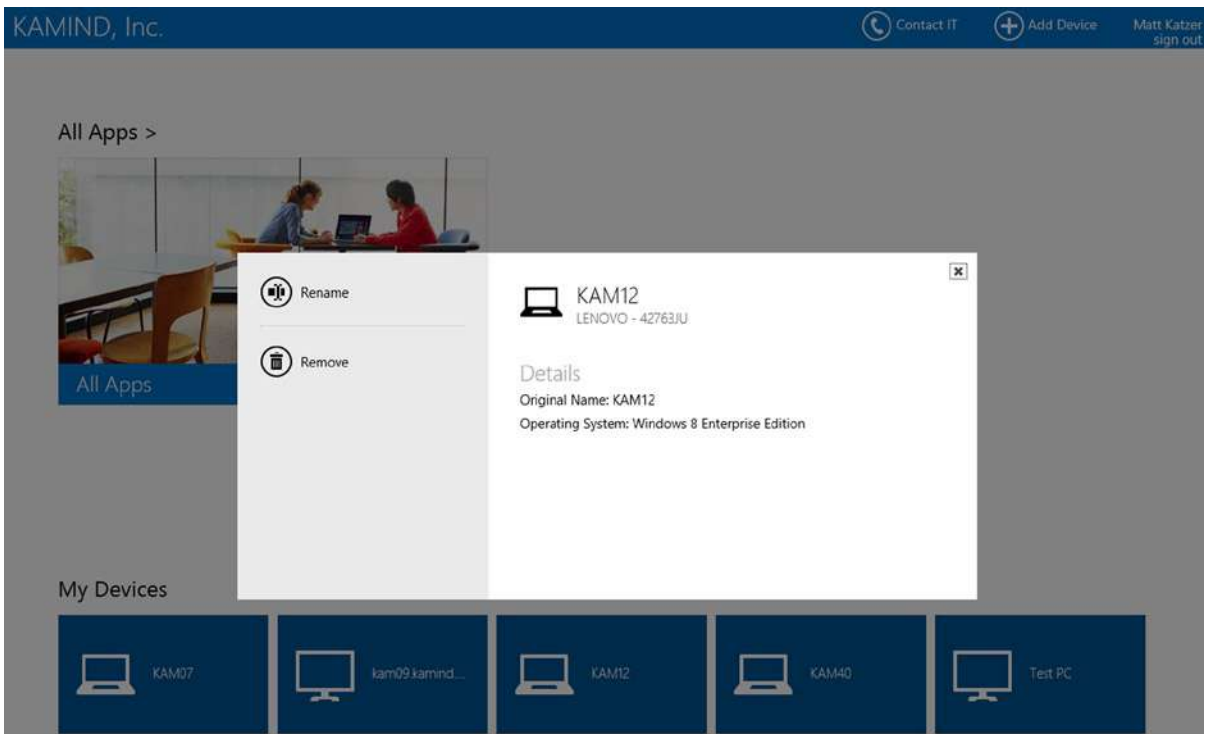 KAMIND, Inc.
Contact IT
Add Device
Matt Katzer
sign out
All Apps >
All Apps
Rename
Remove
KAM12
LENOVO - 42763JU
Details
Original Name: KAM12
Operating System: Windows 8 Enterprise Edition
My Devices
KAM07
kam09.kamind....
KAM12
KAM40
Test PC